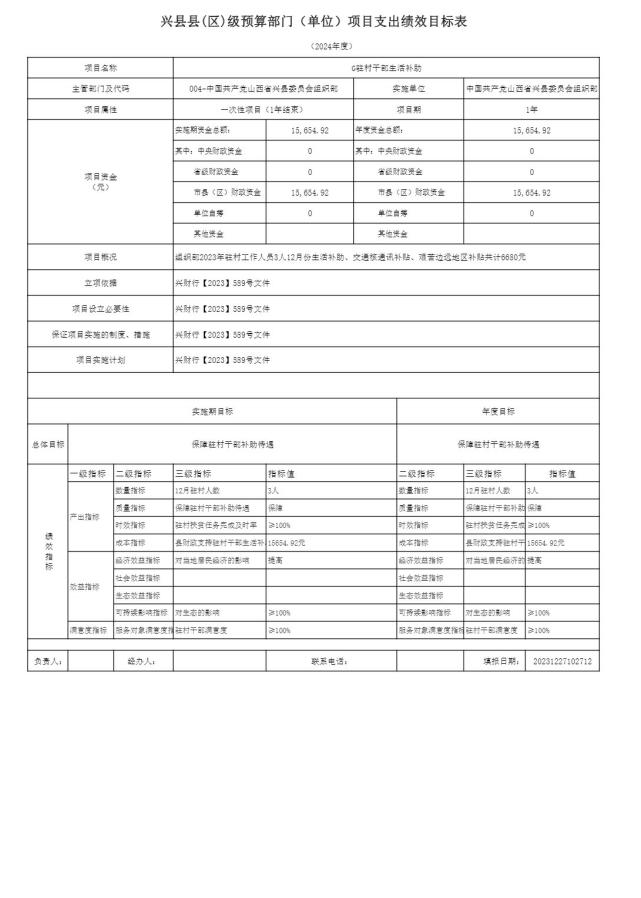 兴县县(区)级预算部门（单位）项目支出绩效目标表
（2024年度）
项目名称 G驻村干部生活补助
主管部门及代码 004-中国共产党山西省兴县委员会组织部 实施单位 中国共产党山西省兴县委员会组织部
项目属性 一次性项目（1年结束） 项目期 1年
项目资金（元） 实施期资金总额： 15,654.92 年度资金总额： 15,654.92
其中：中央财政资金 0 其中：中央财政资金 0
省级财政资金 0 省级财政资金 0
市县（区）财政资金 15,654.92 市县（区）财政资金 15,654.92
单位自筹 0 单位自筹 0
其他资金 其他资金
项目概况 组织部2023年驻村工作人员3人12月份生活补助、交通核通讯补贴、艰苦边远地区补贴共计6680元
立项依据 兴财行【2023】589号文件
项目设立必要性 兴财行【2023】589号文件
保证项目实施的制度、措施 兴财行【2023】589号文件
项目实施计划 兴财行【2023】589号文件
实施期目标 年度目标
总体目标 保障驻村干部补助待遇 保障驻村干部补助待遇
绩效指标 一级指标 二级指标 三级指标 指标值 二级指标 三级指标 指标值
产出指标 数量指标 12月驻村人数 3人 数量指标 12月驻村人数 3人
质量指标 保障驻村干部补助待遇 保障 质量指标 保障驻村干部补助 保障
时效指标 驻村扶贫任务完成及时率 ≥100% 时效指标 驻村扶贫任务完成 ≥100%
成本指标 县财政支持驻村干部生活补 15654.92元 成本指标 县财政支持驻村干 15654.92元
效益指标 经济效益指标 对当地居民经济的影响 提高 经济效益指标 对当地居民经济的 提高
社会效益指标 社会效益指标
生态效益指标 生态效益指标
可持续影响指标 对生态的影响 ≥100% 可持续影响指标 对生态的影响 ≥100%
满意度指标 服务对象满意度指 驻村干部满意度 ≥100% 服务对象满意度指标 驻村干部满意度 ≥100%
负责人： 经办人： 联系电话： 填报日期： 20231227102712